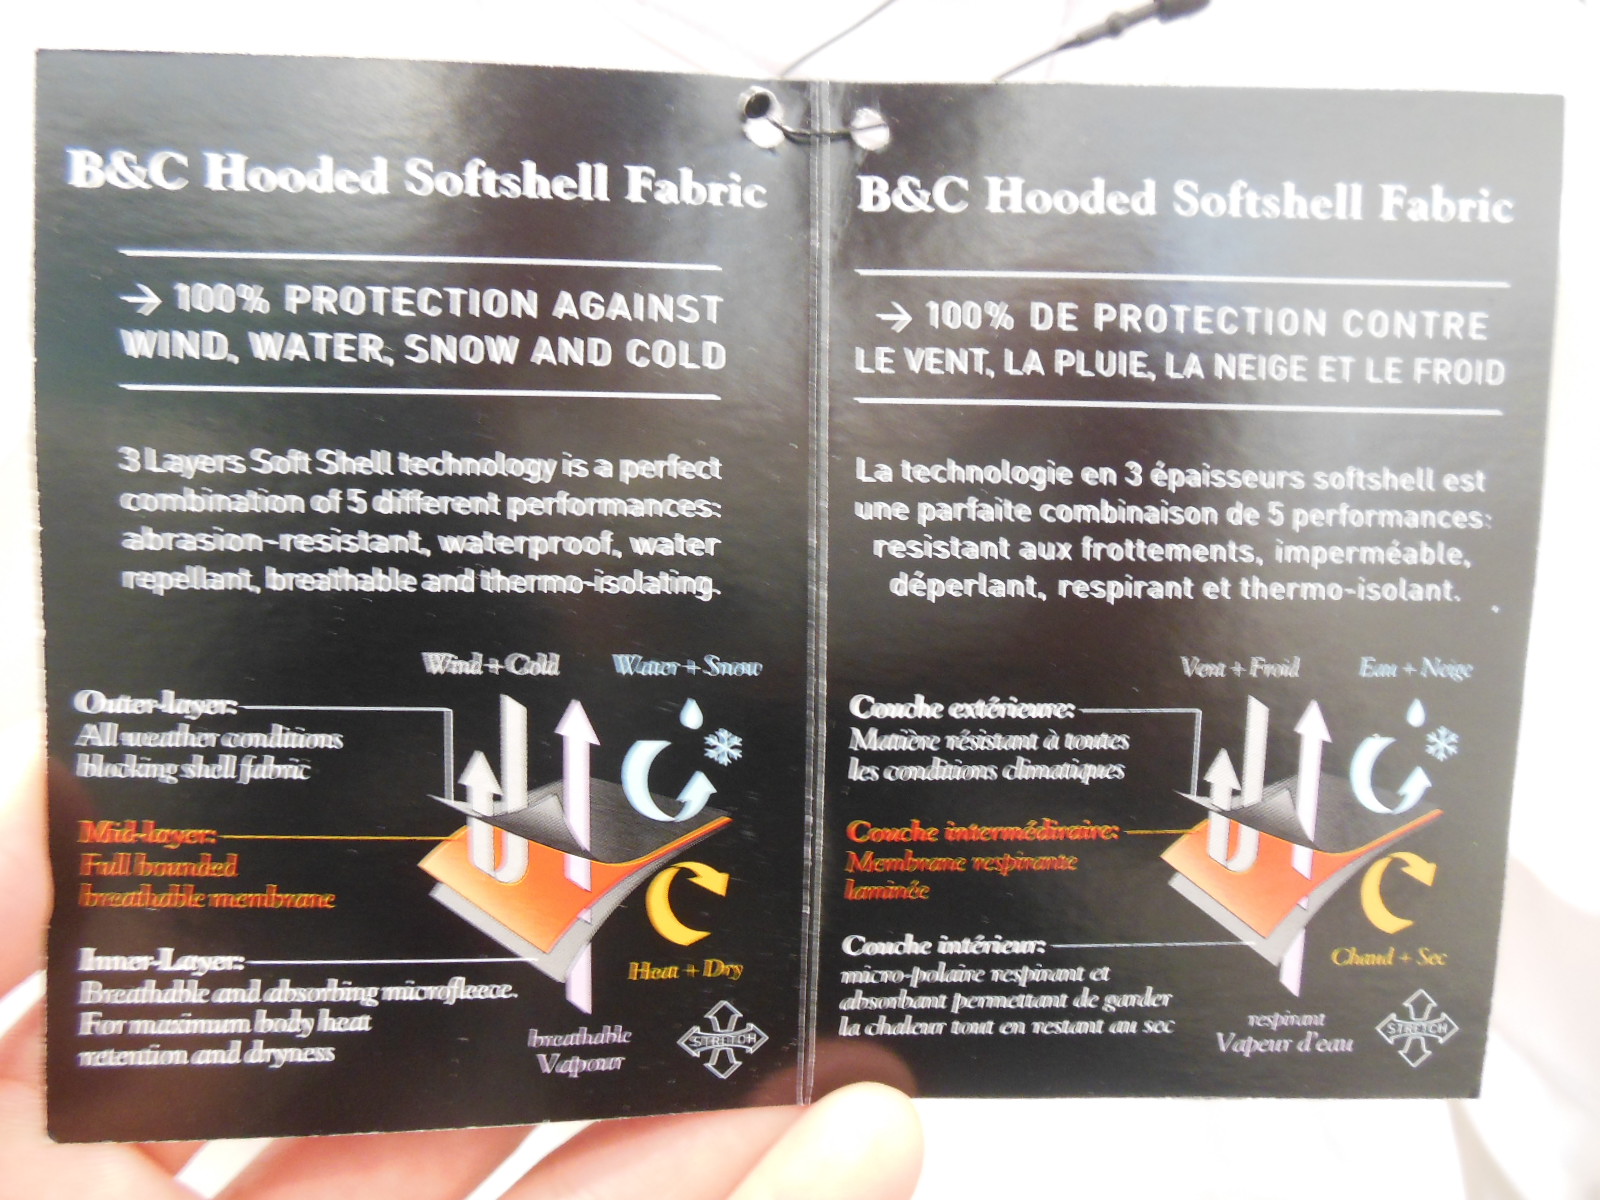 B&C Hooded Softshell Fabric
→ 100% PROTECTION AGAINST
WIND, WATER, SNOW AND COLD
3 Layers Soft Shell technology is a perfect
combination of 5 different performances:
abrasion-resistant, waterproof, water
repellant, breathable and thermo-isolating.
Wind + Cold
Water + Snow
Outer-layer:
All weather conditions
blocking shell fabric
Mid-layer:
Full bounded
breathable membrane
Inner-Layer:
Breathable and absorbing microfleece.
For maximum body heat
retention and dryness
Heat + Dry
breathable
Vapour
STRETCH
B&C Hooded Softshell Fabric
→ 100% DE PROTECTION CONTRE
LE VENT, LA PLUIE, LA NEIGE ET LE FROID
La technologie en 3 épaisseurs softshell est
une parfaite combinaison de 5 performances:
resistant aux frottements, imperméable,
déperlant, respirant et thermo-isolant.
Vent + Froid
Eau + Neige
Couche extérieure:
Matière résistant à toutes
les conditions climatiques
Couche intermédiraire:
Membrane respirante
laminée
Couche intérieur:
micro-polaire respirant et
absorbant permettant de garder
la chaleur tout en restant au sec
Chaud + Sec
respirant
Vapeur d'eau
STRETCH